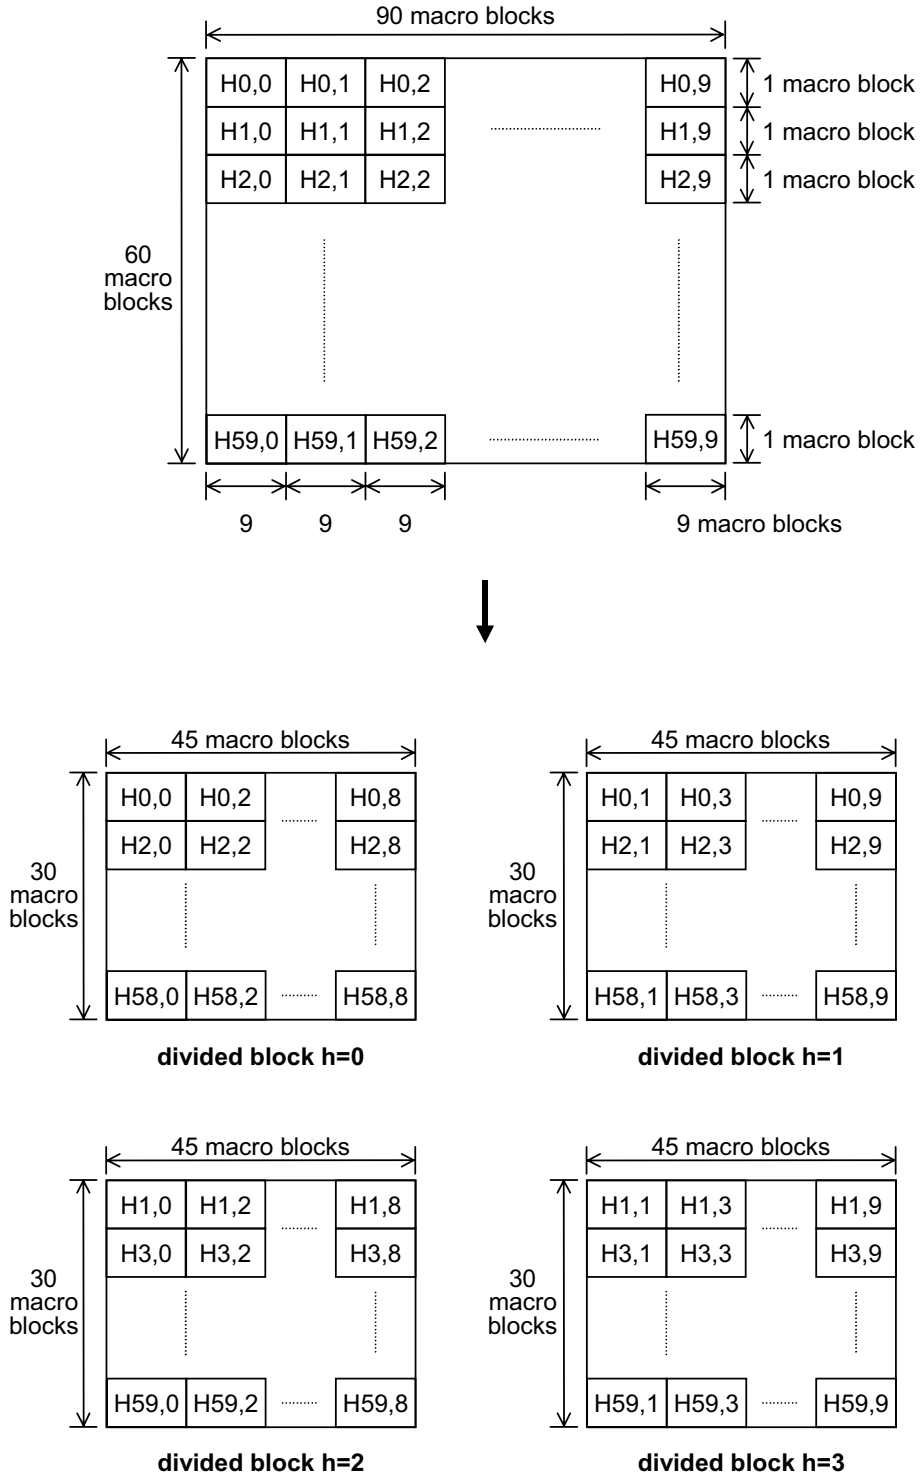 90 macro blocks
H0,0 H0,1 H0,2 H0,9 1 macro block
H1,0 H1,1 H1,2 H1,9 1 macro block
H2,0 H2,1 H2,2 H2,9 1 macro block
60
macro
blocks
H59,0 H59,1 H59,2 H59,9 1 macro block
9 9 9 9 macro blocks
45 macro blocks
H0,0 H0,2 H0,8
H2,0 H2,2 H2,8
30
macro
blocks
H58,0 H58,2 H58,8
divided block h=0
45 macro blocks
H0,1 H0,3 H0,9
H2,1 H2,3 H2,9
30
macro
blocks
H58,1 H58,3 H58,9
divided block h=1
45 macro blocks
H1,0 H1,2 H1,8
H3,0 H3,2 H3,8
30
macro
blocks
H59,0 H59,2 H59,8
divided block h=2
45 macro blocks
H1,1 H1,3 H1,9
H3,1 H3,3 H3,9
30
macro
blocks
H59,1 H59,3 H59,9
divided block h=3